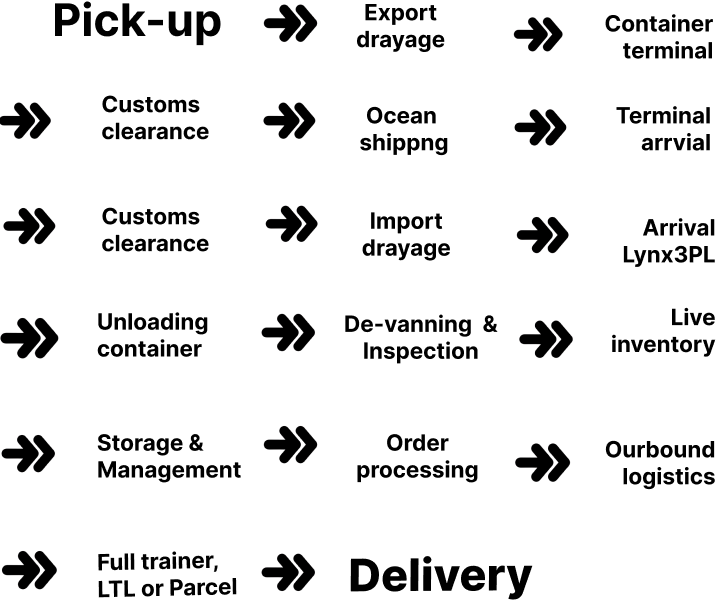 Pick-up
Export
drayage
Container
terminal
Customs
clearance
Ocean
shippng
Terminal
arrvial
Customs
clearance
Import
drayage
Arrival
Lynx3PL
Unloading
container
De-vanning &
Inspection
Live
inventory
Storage &
Management
Order
processing
Ourbound
logistics
Full trainer,
LTL or Parcel
Delivery